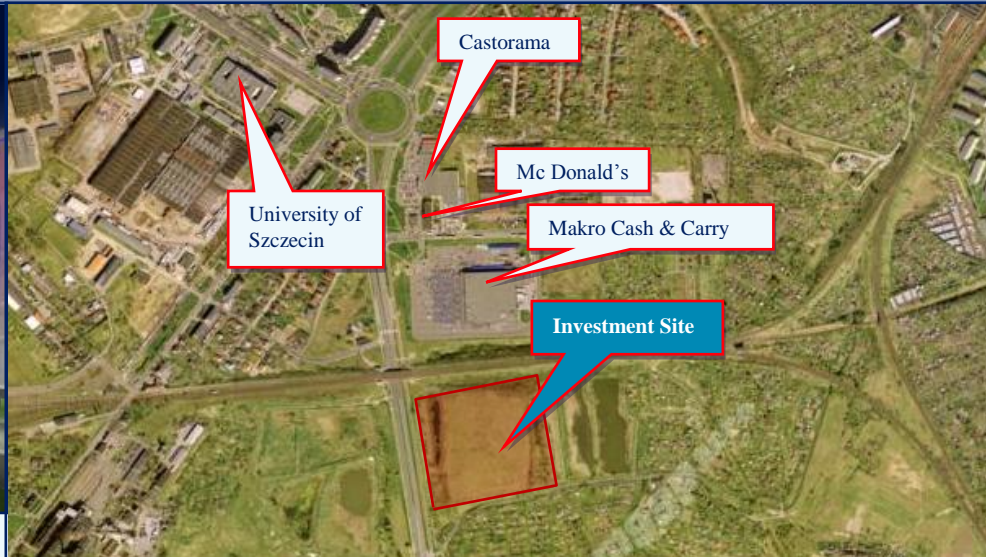 Castorama
Mc Donald's
University of
Szczecin
Makro Cash & Carry
Investment Site